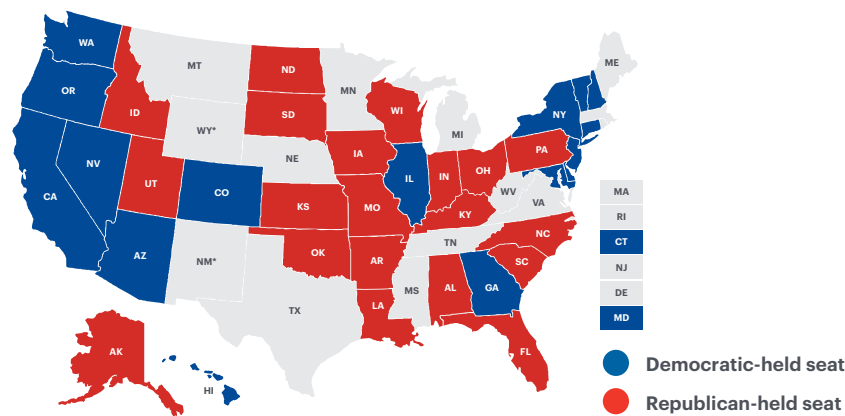 WA
ME
MT
ND
MN
OR
ID
SD
WI
NY
MI
WY*
IA
PA
NV
NE
IL
IN
OH
UT
CO
WV
MA
CA
KS
MO
KY
VA
RI
CT
NC
AZ
NM*
OK
AR
TN
SC
NJ
MS
AL
GA
DE
TX
LA
MD
AK
FL
HI
Democratic-held seat
Republican-held seat